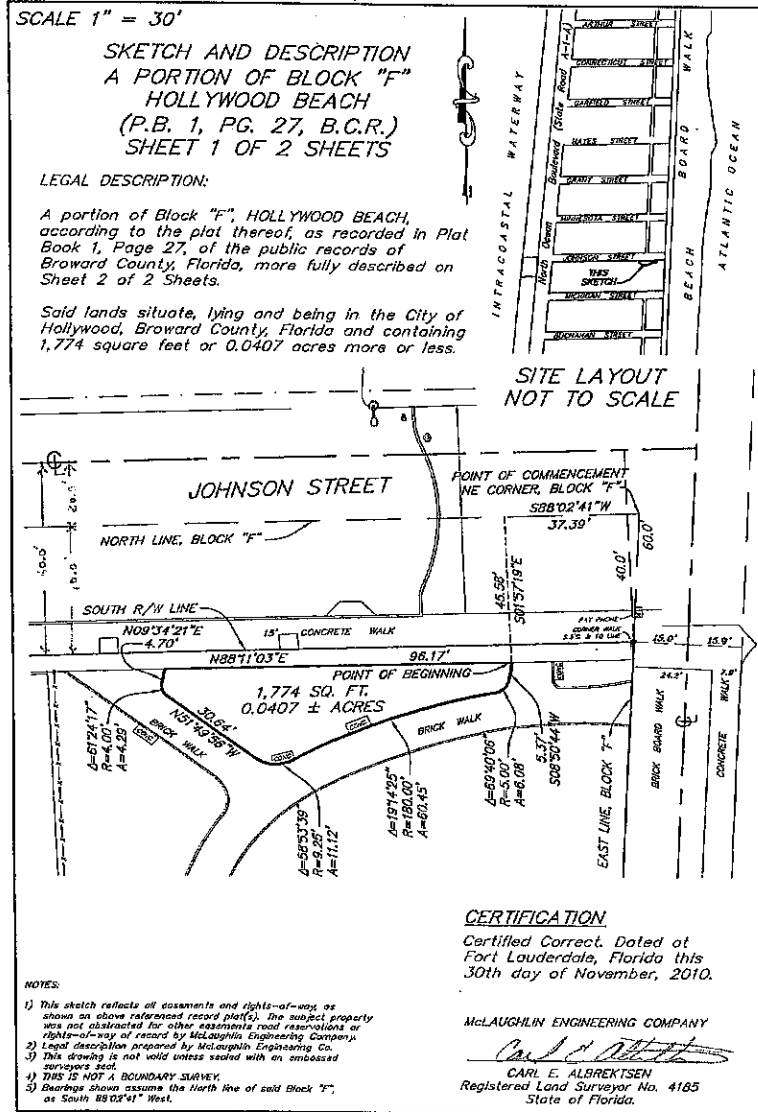 SCALE 1" = 30'
SKETCH AND DESCRIPTION
A PORTION OF BLOCK "F"
HOLLYWOOD BEACH
(P.B. 1, PG. 27, B.C.R.)
SHEET 1 OF 2 SHEETS
LEGAL DESCRIPTION:
A portion of Block "F", HOLLYWOOD BEACH,
according to the plat thereof, as recorded in Plat
Book 1, Page 27, of the public records of
Broward County, Florida, more fully described on
Sheet 2 of 2 Sheets.
Said lands situate, lying and being in the City of
Hollywood, Broward County, Florida and containing
1,774 square feet or 0.0407 acres more or less.
INTRACOASTAL WATERWAY
North Ocean Boulevard (State Road A-1-A)
ARTHUR STREET
CONNECTICUT STREET
GARFIELD STREET
HAYES STREET
GRANT STREET
MINNESOTA STREET
JOHNSON STREET
THIS
SKETCH
MICHIGAN STREET
BUCHANAN STREET
BEACH BOARD WALK
ATLANTIC OCEAN
SITE LAYOUT
NOT TO SCALE
JOHNSON STREET
POINT OF COMMENCEMENT
NE CORNER, BLOCK "F"
S88°02'41"W
37.39'
NORTH LINE, BLOCK "F"
40.0'
60.0'
40.0'
45.58'
S01°57'19"E
SOUTH R/W LINE
N09°34'21"E
4.70'
15' CONCRETE WALK
PAY PHONE
15.0'
15.9'
N88°11'03"E 96.17'
POINT OF BEGINNING
1,774 SQ. FT.
0.0407 ± ACRES
24.2'
Δ=61°24'17"
R=4.00'
A=4.29'
30.64'
N51°49'56"W
BRICK WALK
CONC
CONC
CONC
BRICK WALK
Δ=58°53'39"
R=9.26'
A=11.12'
Δ=19°14'25"
R=180.00'
A=60.45'
Δ=69°40'06"
R=5.00'
A=6.08'
5.37'
S08°50'44"W
EAST LINE, BLOCK "F"
BRICK BOARD WALK
CONCRETE WALK
CERTIFICATION
Certified Correct. Dated at
Fort Lauderdale, Florida this
30th day of November, 2010.
NOTES:
1) This sketch reflects all easements and rights-of-way, as
shown on above referenced record plat(s). The subject property
was not abstracted for other easements road reservations or
rights-of-way of record by McLaughlin Engineering Company.
2) Legal description prepared by McLaughlin Engineering Co.
3) This drawing is not valid unless sealed with an embossed
surveyors seal.
4) THIS IS NOT A BOUNDARY SURVEY.
5) Bearings shown assume the North line of said Block "F",
as South 88°02'41" West.
McLAUGHLIN ENGINEERING COMPANY
CARL E. ALBREKTSEN
Registered Land Surveyor No. 4185
State of Florida.